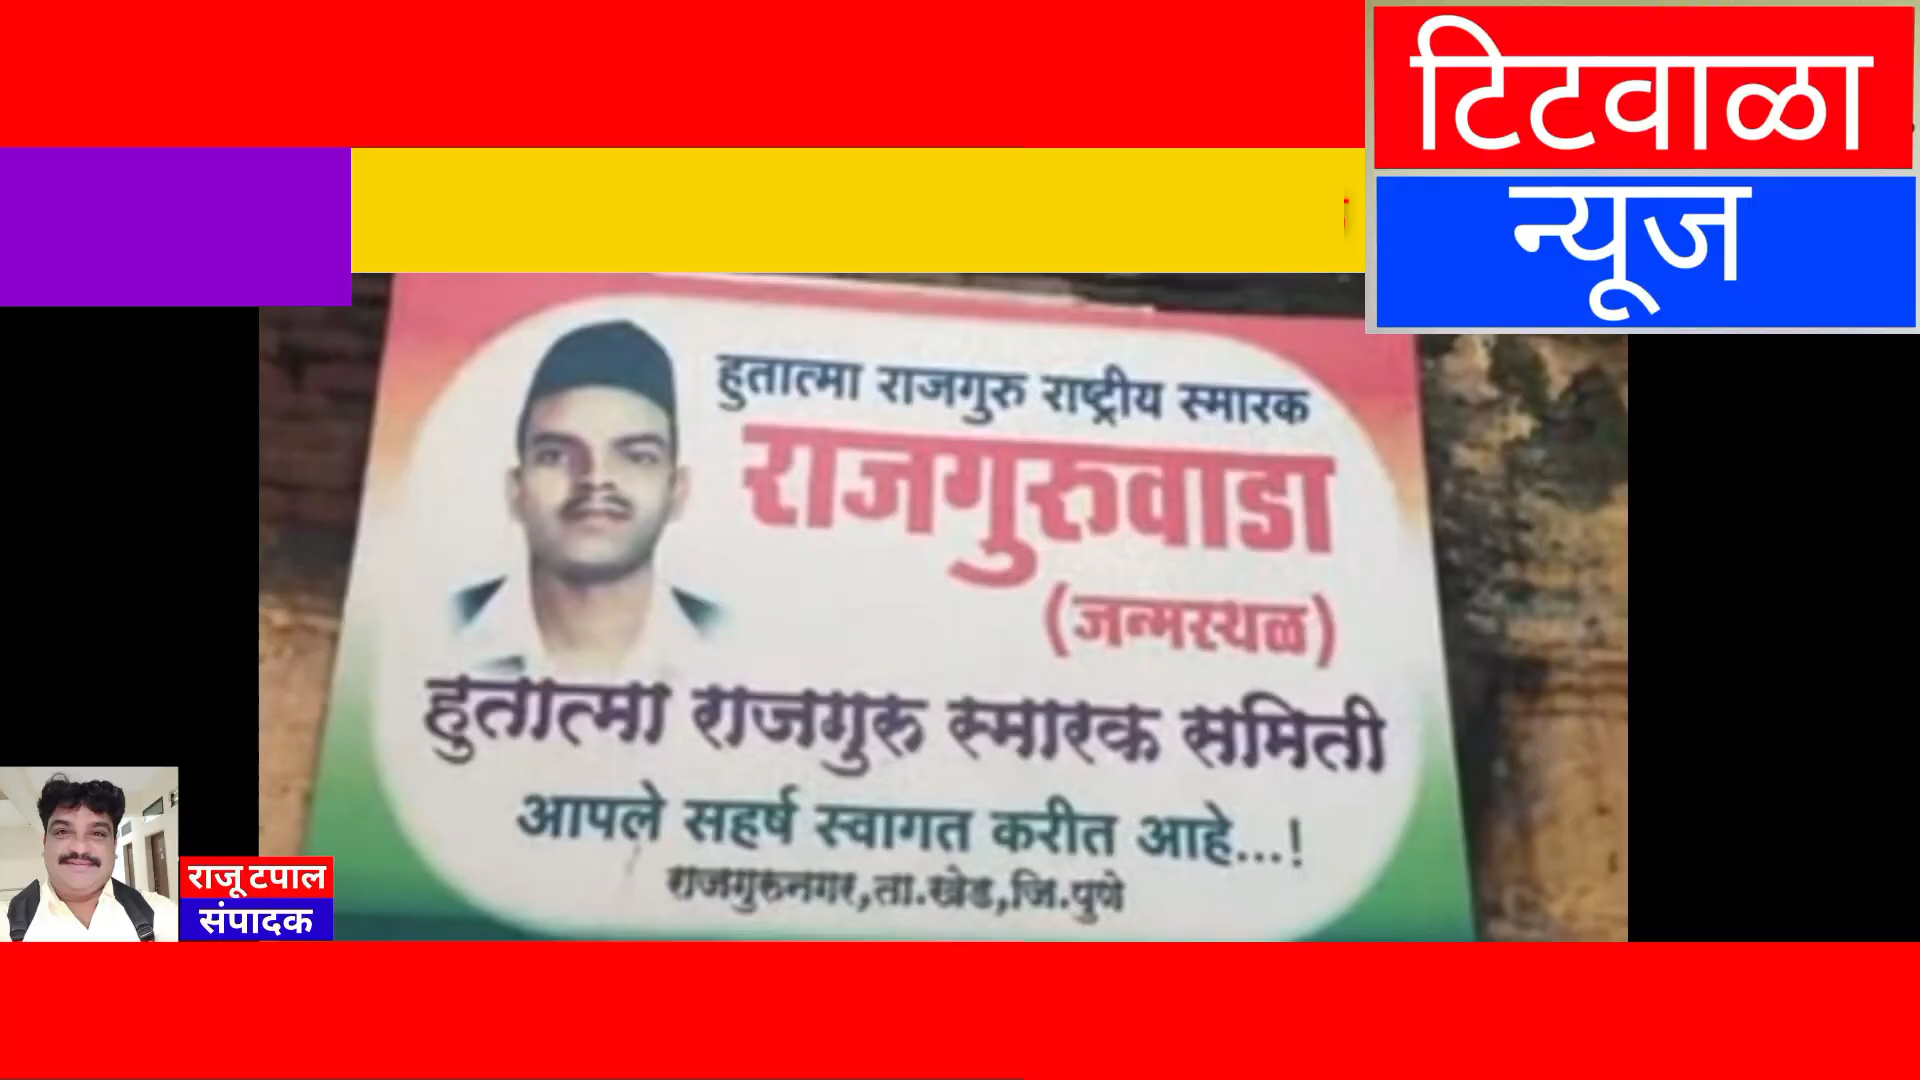 टिटवाळा
न्यूज
हुतात्मा राजगुरु राष्ट्रीय स्मारक
राजगुरुवाडा
(जन्मस्थळ)
हुतात्मा राजगुरु स्मारक समिती
आपले सहर्ष स्वागत करीत आहे...!
राजगुरुनगर,ता.खेड,जि.पुणे
राजू टपाल
संपादक